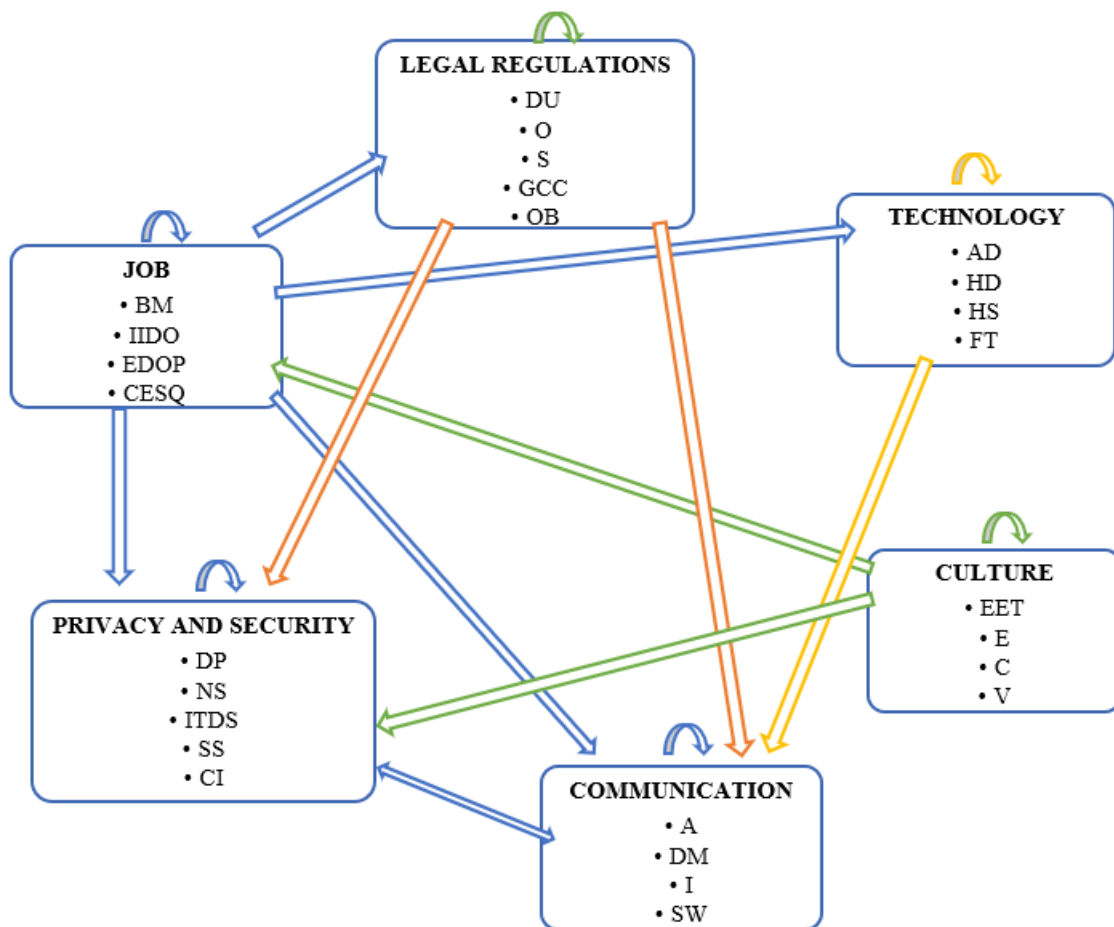 LEGAL REGULATIONS
• DU
• O
• S
• GCC
• OB
TECHNOLOGY
• AD
• HD
• HS
• FT
JOB
• BM
• IIDO
• EDOP
• CESQ
CULTURE
• EET
• E
• C
• V
PRIVACY AND SECURITY
• DP
• NS
• ITDS
• SS
• CI
COMMUNICATION
• A
• DM
• I
• SW